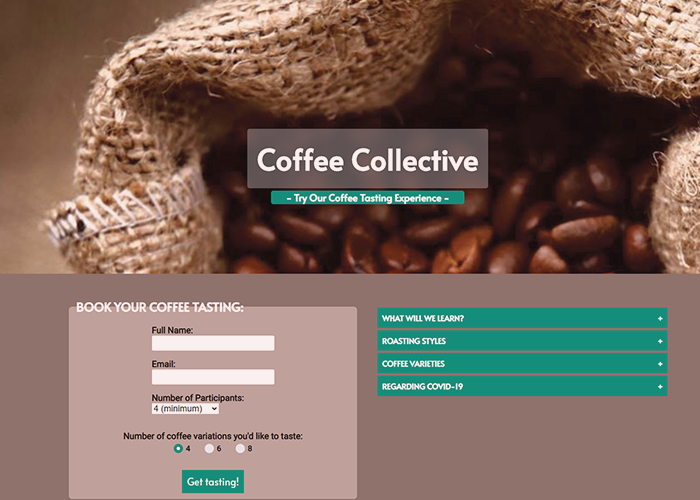 Coffee Collective
- Try Our Coffee Tasting Experience -
BOOK YOUR COFFEE TASTING:
Full Name:
Email:
Number of Participants:
4 (minimum)
Number of coffee variations you'd like to taste:
4 6 8
Get tasting!
WHAT WILL WE LEARN? +
ROASTING STYLES +
COFFEE VARIETIES +
REGARDING COVID-19 +